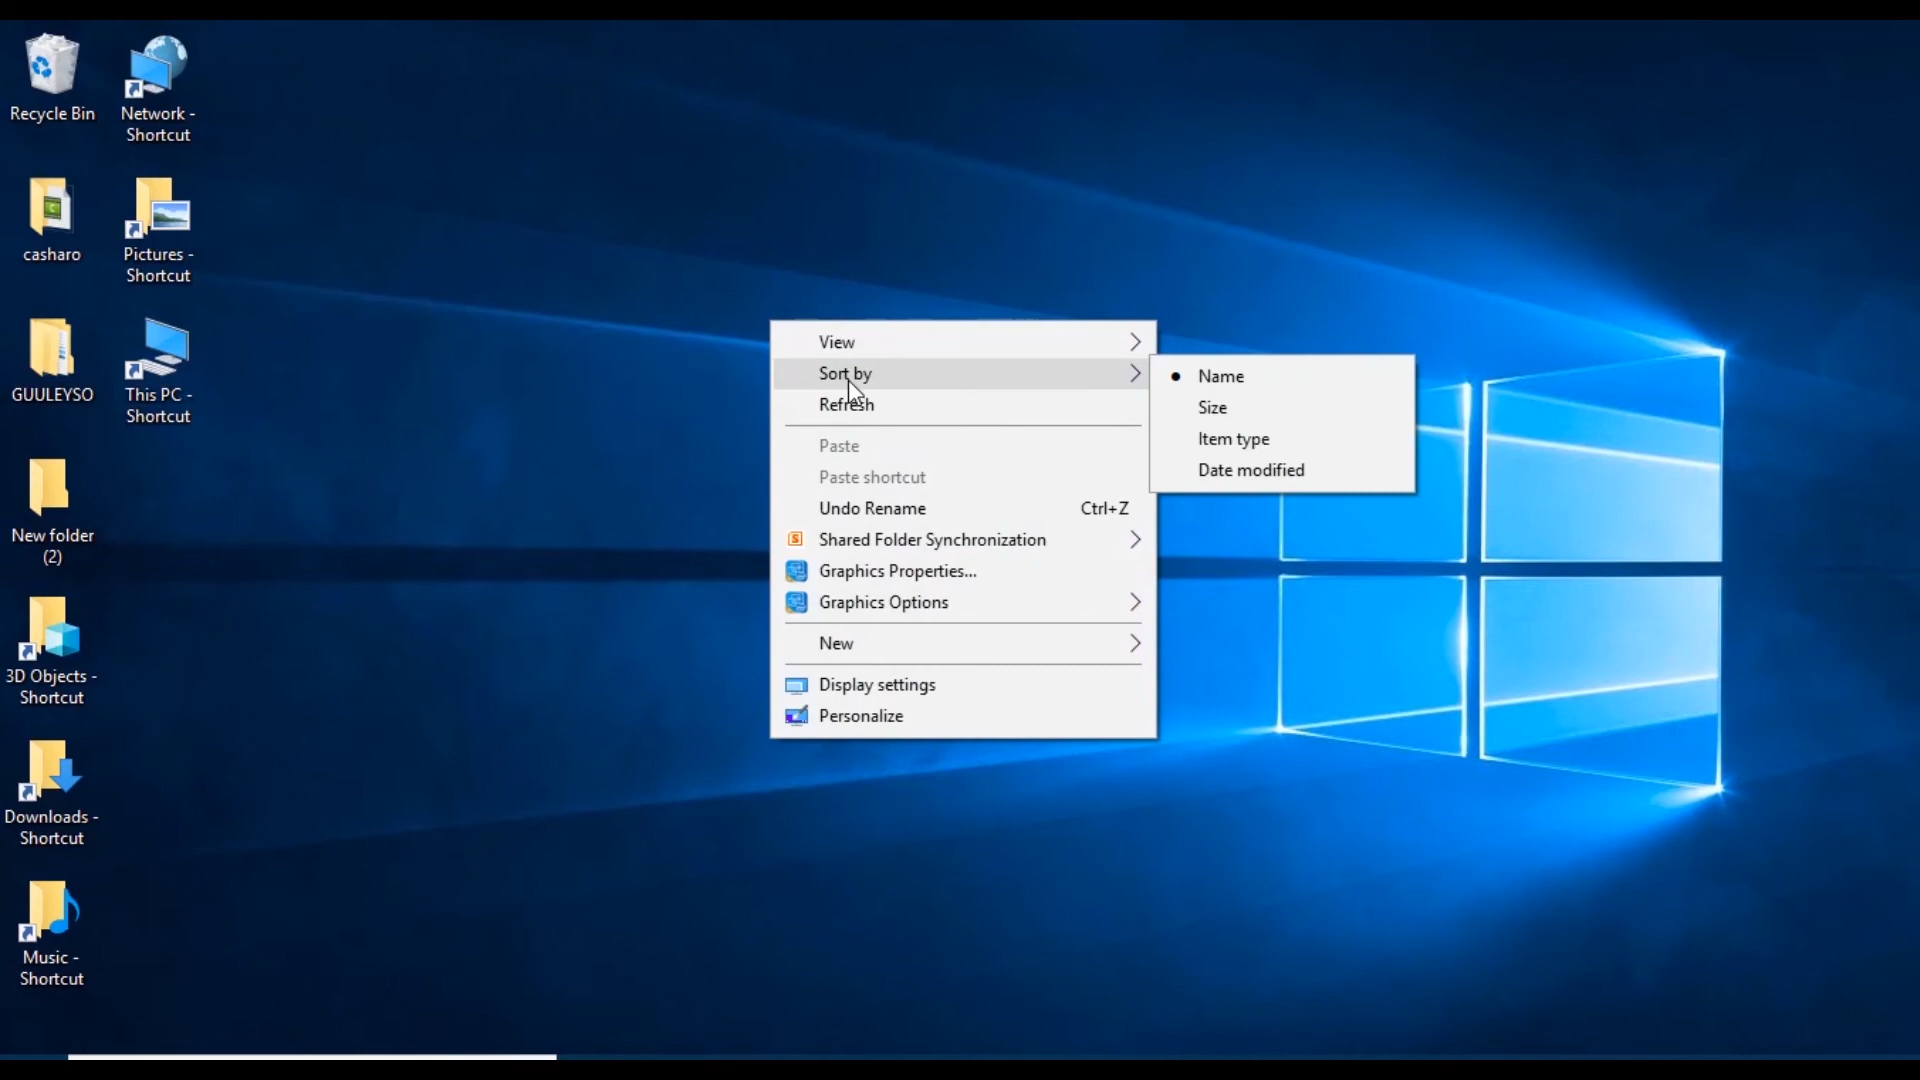 Recycle Bin
Network -
Shortcut
casharo
Pictures -
Shortcut
GUULEYSO
This PC -
Shortcut
New folder
(2)
3D Objects -
Shortcut
Downloads -
Shortcut
Music -
Shortcut
View
Sort by
Refresh
Paste
Paste shortcut
Undo Rename Ctrl+Z
Shared Folder Synchronization
Graphics Properties...
Graphics Options
New
Display settings
Personalize
Name
Size
Item type
Date modified